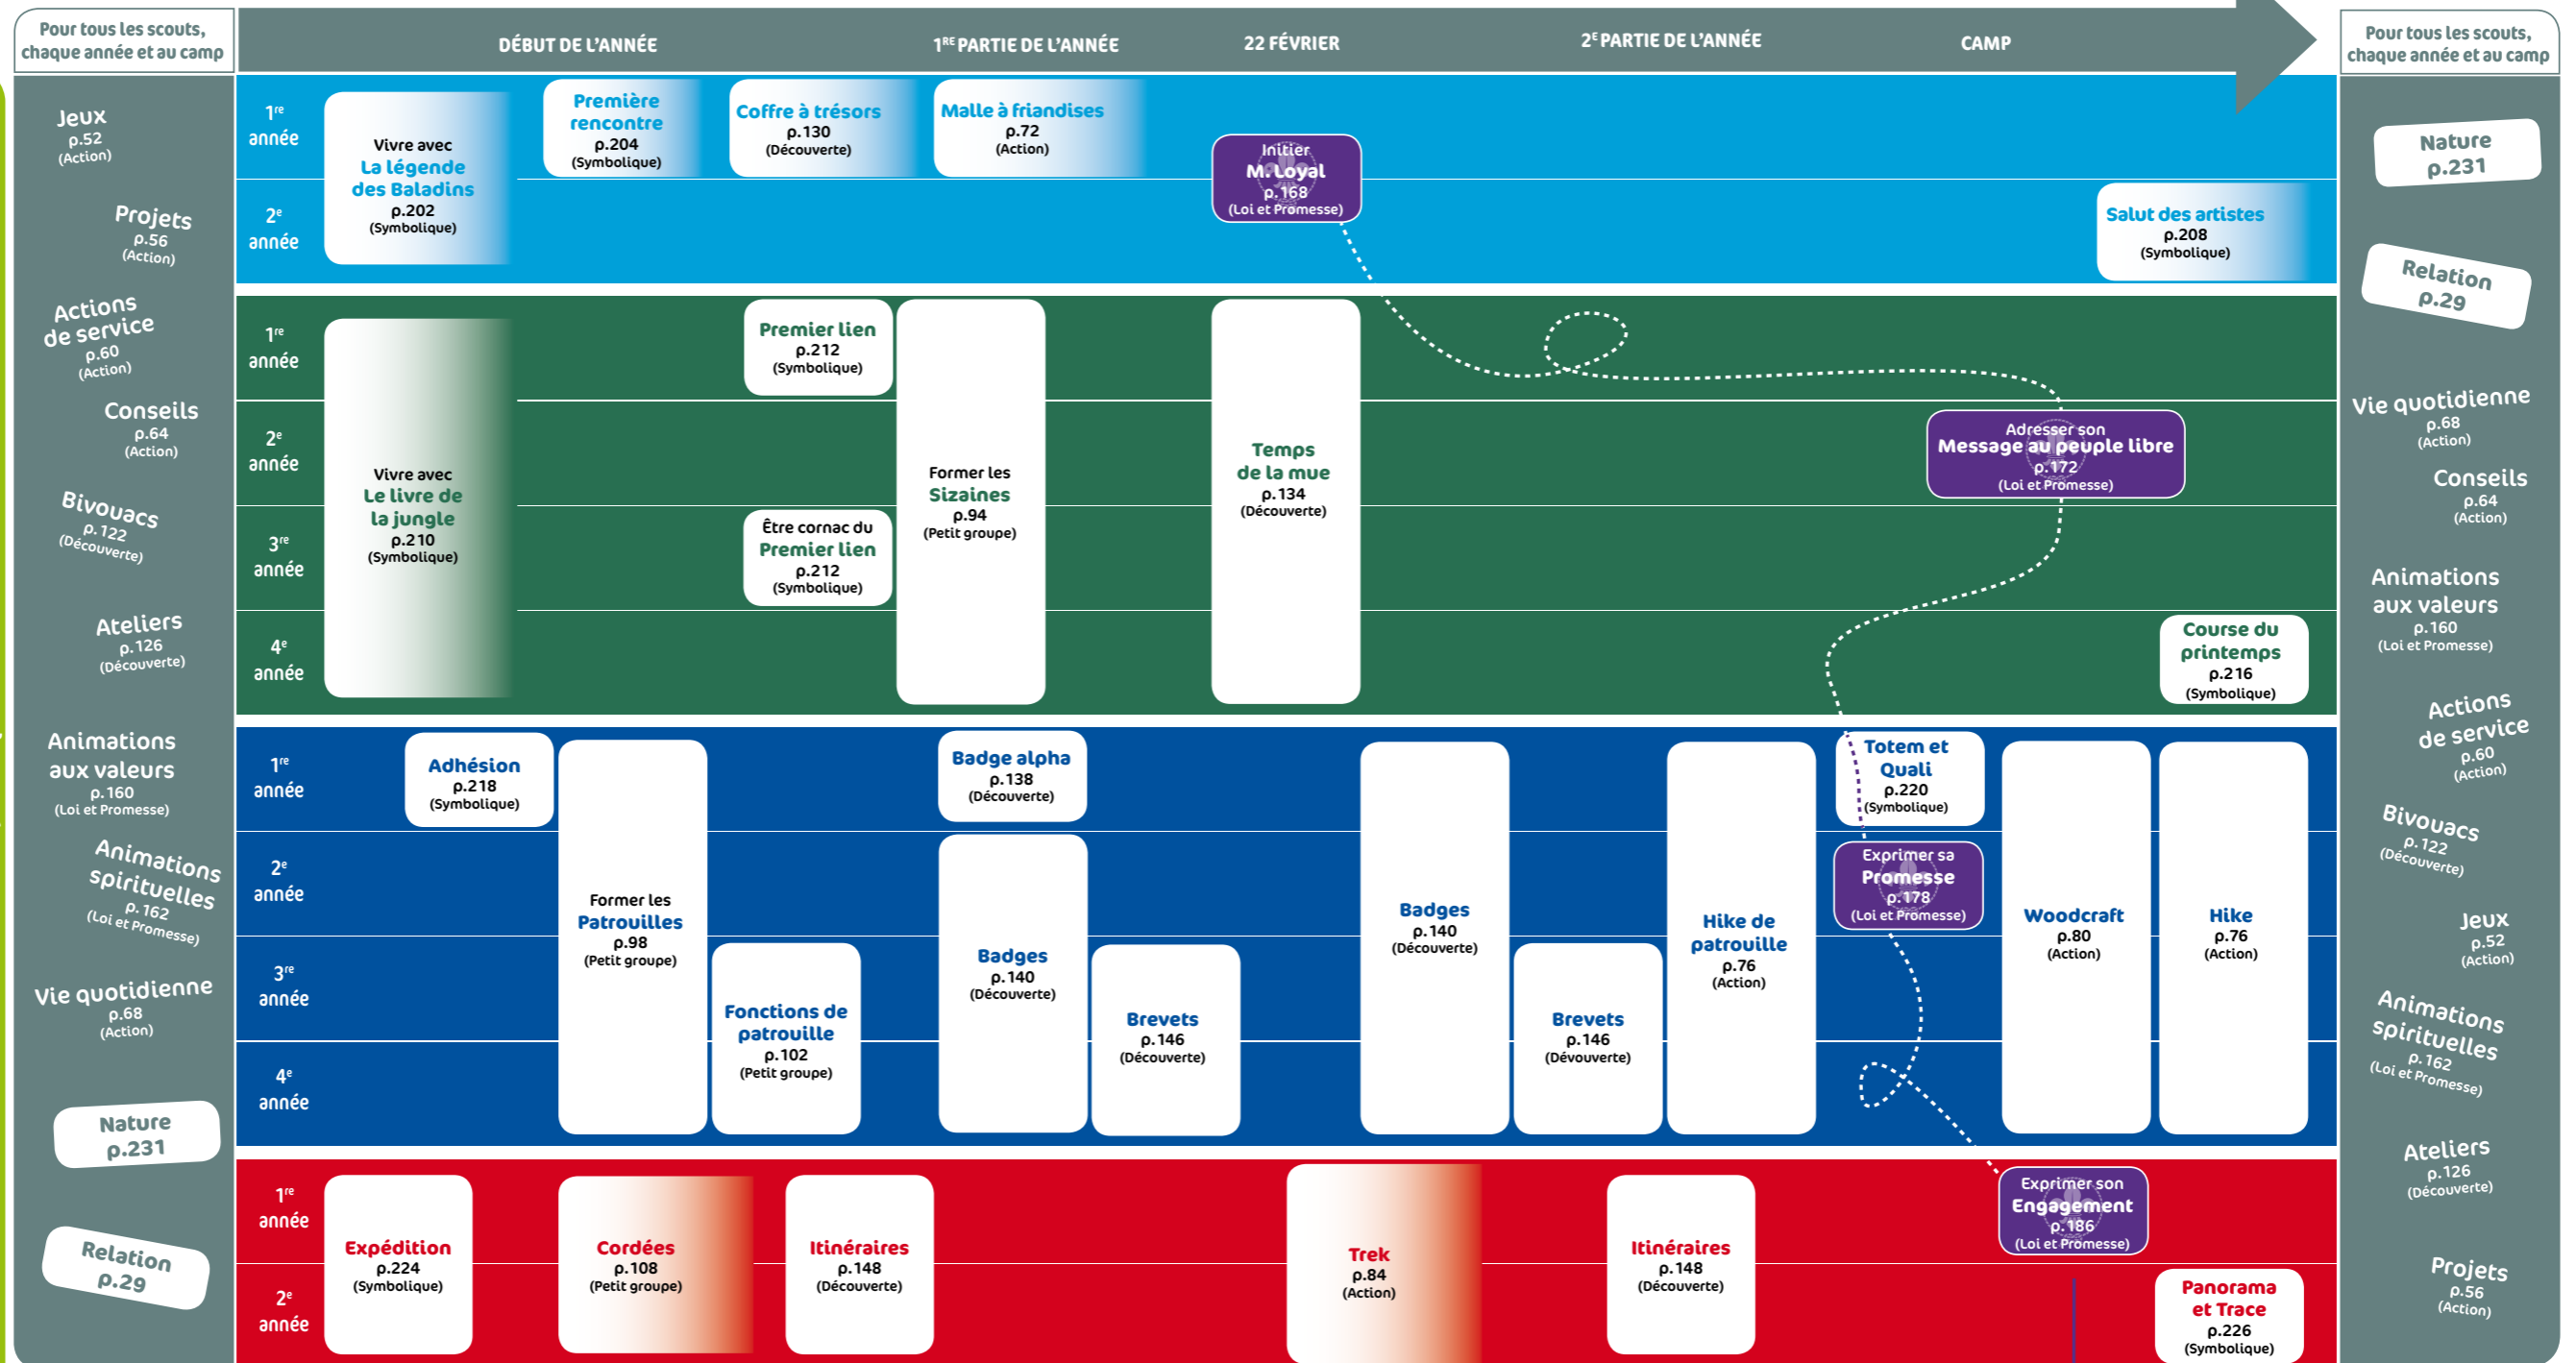 Pour tous les scouts,
chaque année et au camp
DÉBUT DE L'ANNÉE
1RE PARTIE DE L'ANNÉE
22 FÉVRIER
2E PARTIE DE L'ANNÉE
CAMP
Pour tous les scouts,
chaque année et au camp
Jeux
p.52
(Action)
Projets
p.56
(Action)
Actions
de service
p.60
(Action)
Conseils
p.64
(Action)
Bivouacs
p.122
(Découverte)
Ateliers
p.126
(Découverte)
Animations
aux valeurs
p.160
(Loi et Promesse)
Animations
spirituelles
p.162
(Loi et Promesse)
Vie quotidienne
p.68
(Action)
Nature
p.231
Relation
p.29
1re
année
2e
année
Vivre avec
La légende
des Baladins
p.202
(Symbolique)
Première
rencontre
p.204
(Symbolique)
Coffre à trésors
p.130
(Découverte)
Malle à friandises
p.72
(Action)
Initier
M. Loyal
p.168
(Loi et Promesse)
Salut des artistes
p.208
(Symbolique)
1re
année
2e
année
3re
année
4e
année
Vivre avec
Le livre de
la jungle
p.210
(Symbolique)
Premier lien
p.212
(Symbolique)
Être cornac du
Premier lien
p.212
(Symbolique)
Former les
Sizaines
p.94
(Petit groupe)
Temps
de la mue
p.134
(Découverte)
Adresser son
Message au peuple libre
p.172
(Loi et Promesse)
Course du
printemps
p.216
(Symbolique)
1re
année
2e
année
3re
année
4e
année
Adhésion
p.218
(Symbolique)
Former les
Patrouilles
p.98
(Petit groupe)
Fonctions de
patrouille
p.102
(Petit groupe)
Badge alpha
p.138
(Découverte)
Badges
p.140
(Découverte)
Brevets
p.146
(Découverte)
Badges
p.140
(Découverte)
Brevets
p.146
(Dévouverte)
Hike de
patrouille
p.76
(Action)
Totem et
Quali
p.220
(Symbolique)
Exprimer sa
Promesse
p.178
(Loi et Promesse)
Woodcraft
p.80
(Action)
Hike
p.76
(Action)
1re
année
2e
année
Expédition
p.224
(Symbolique)
Cordées
p.108
(Petit groupe)
Itinéraires
p.148
(Découverte)
Trek
p.84
(Action)
Itinéraires
p.148
(Découverte)
Exprimer son
Engagement
p.186
(Loi et Promesse)
Panorama
et Trace
p.226
(Symbolique)
Nature
p.231
Relation
p.29
Vie quotidienne
p.68
(Action)
Conseils
p.64
(Action)
Animations
aux valeurs
p.160
(Loi et Promesse)
Actions
de service
p.60
(Action)
Bivouacs
p.122
(Découverte)
Jeux
p.52
(Action)
Animations
spirituelles
p.162
(Loi et Promesse)
Ateliers
p.126
(Découverte)
Projets
p.56
(Action)